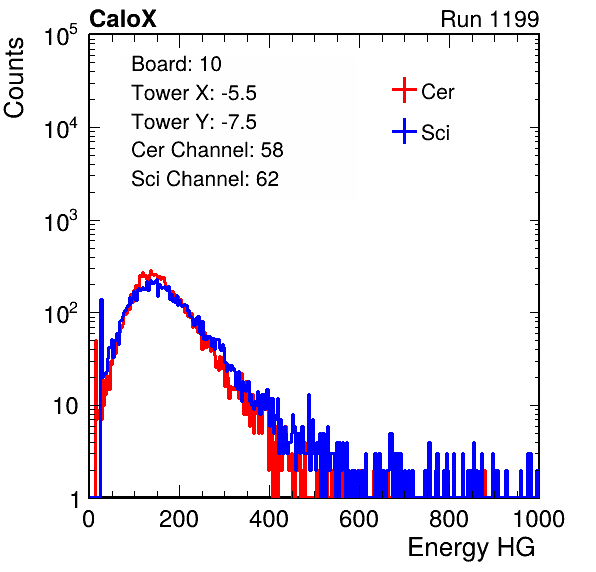 CaloX Run 1199
Counts
10^5
10^4
10^3
10^2
10
1
Board: 10
Tower X: -5.5
Tower Y: -7.5
Cer Channel: 58
Sci Channel: 62
Cer
Sci
0 200 400 600 800 1000
Energy HG